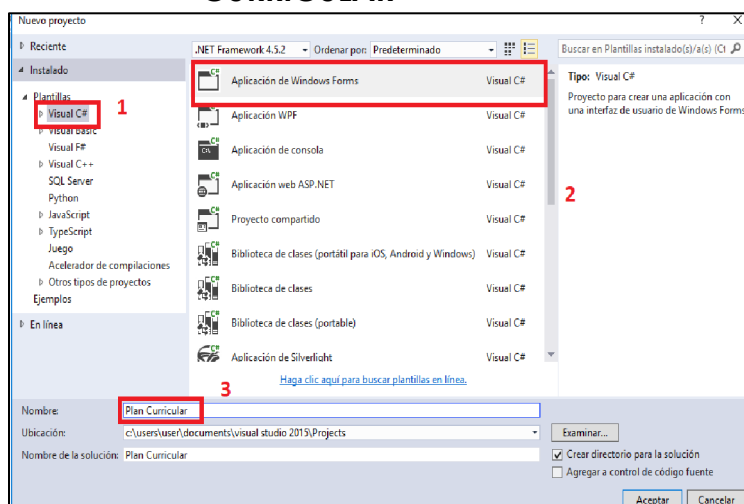 Nuevo proyecto ? X
Reciente
.NET Framework 4.5.2 Ordenar por: Predeterminado
Buscar en Plantillas instalado(s)/a(s) (Ct
Instalado
Plantillas
Visual C#
1
Visual Basic
Visual F#
Visual C++
SQL Server
Python
JavaScript
TypeScript
Juego
Acelerador de compilaciones
Otros tipos de proyectos
Ejemplos
En línea
Aplicación de Windows Forms Visual C#
Aplicación WPF Visual C#
Aplicación de consola Visual C#
Aplicación web ASP.NET Visual C#
Proyecto compartido Visual C#
Biblioteca de clases (portátil para iOS, Android y Windows) Visual C#
Biblioteca de clases Visual C#
Biblioteca de clases (portable) Visual C#
Aplicación de Silverlight Visual C#
Haga clic aquí para buscar plantillas en línea.
Tipo: Visual C#
Proyecto para crear una aplicación con
una interfaz de usuario de Windows Forms
2
3
Nombre: Plan Curricular
Ubicación: c:\users\user\documents\visual studio 2015\Projects
Examinar...
Nombre de la solución: Plan Curricular
Crear directorio para la solución
Agregar a control de código fuente
Aceptar Cancelar